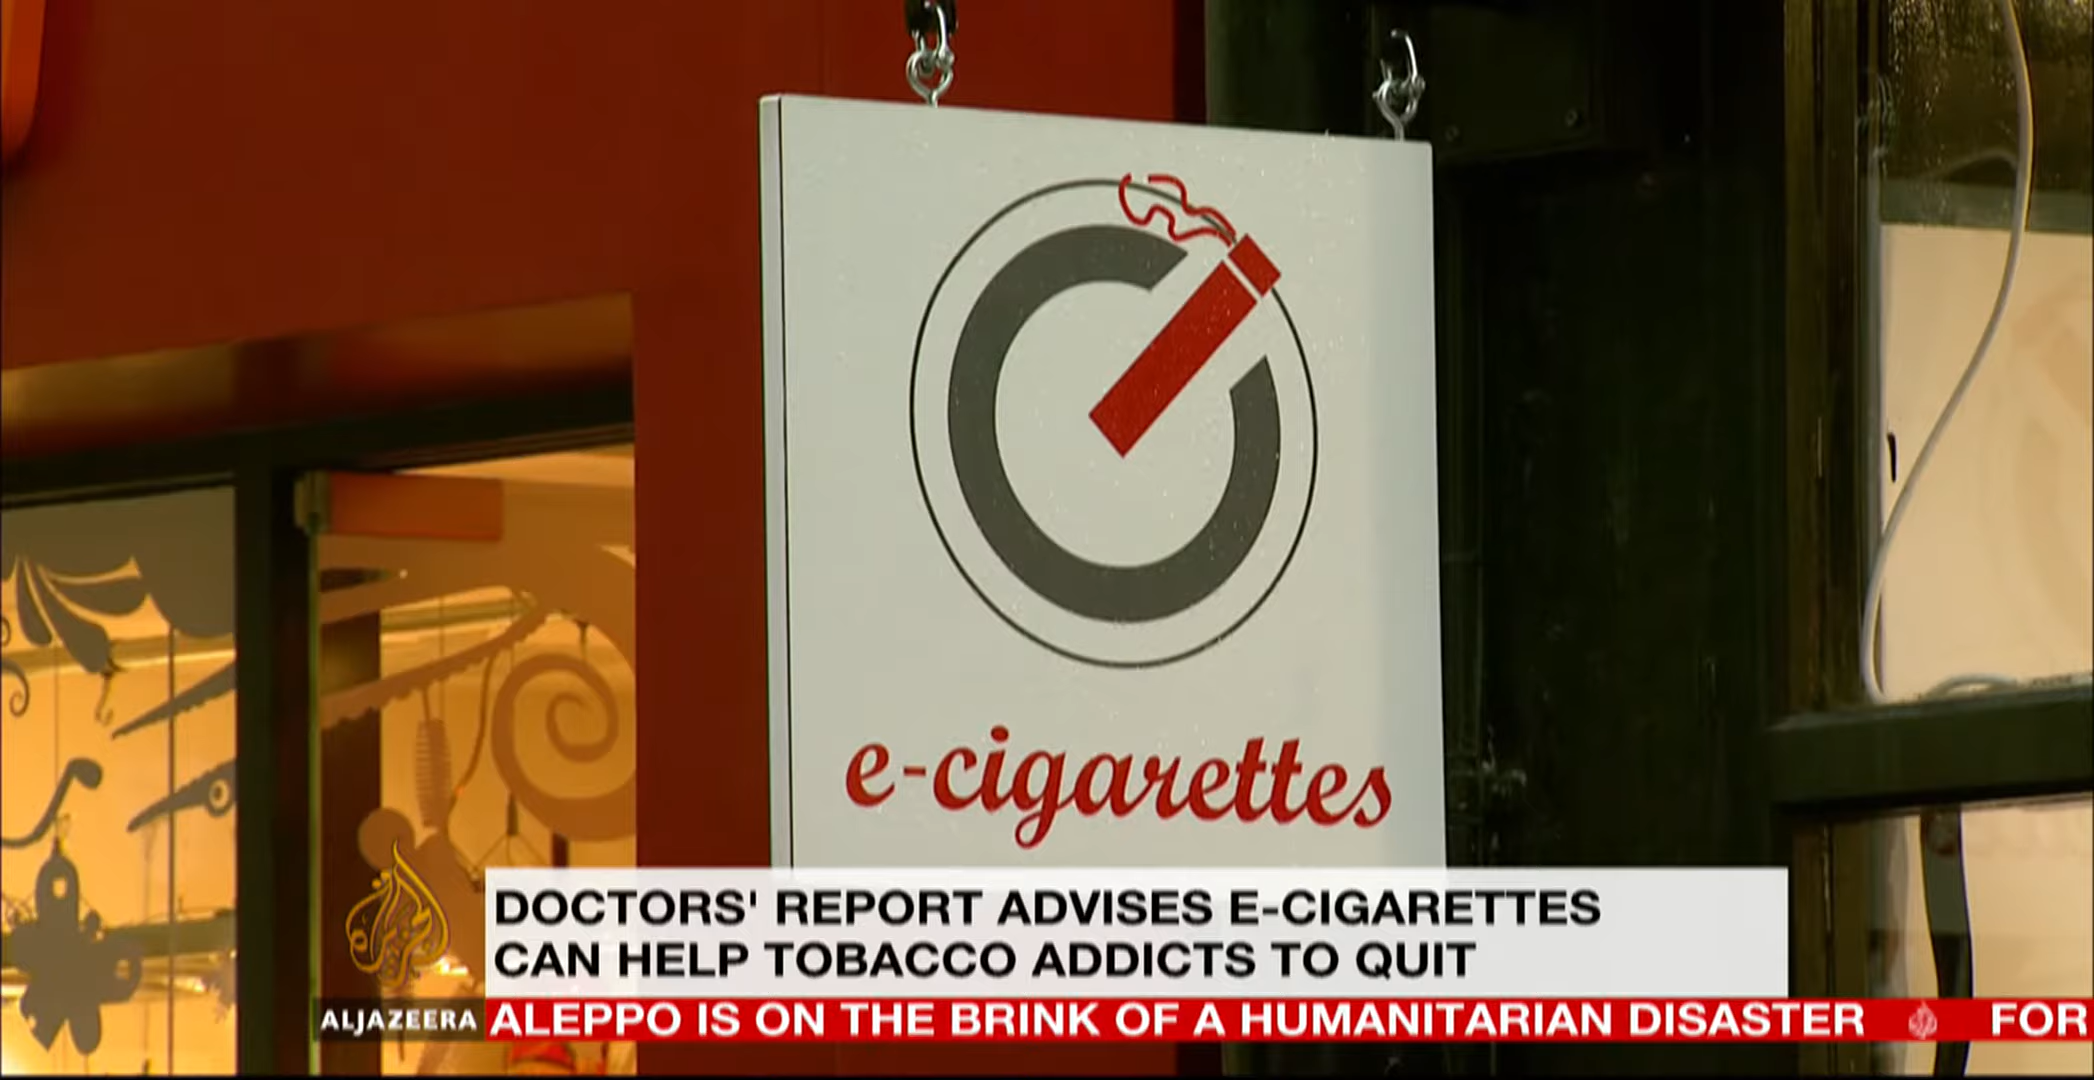 e-cigarettes
DOCTORS' REPORT ADVISES E-CIGARETTES
CAN HELP TOBACCO ADDICTS TO QUIT
ALJAZEERA
ALEPPO IS ON THE BRINK OF A HUMANITARIAN DISASTER FOR